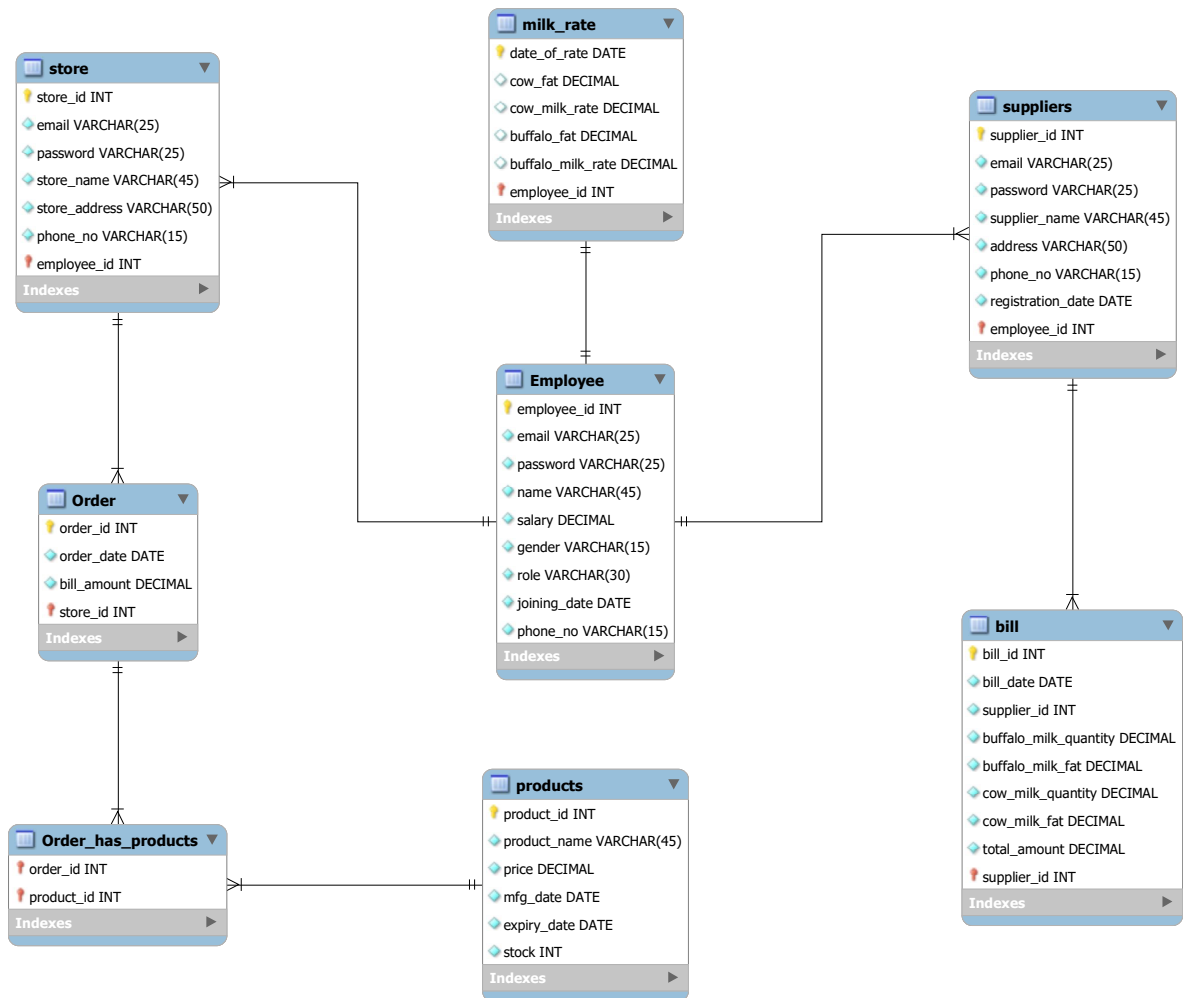 milk_rate
date_of_rate DATE
cow_fat DECIMAL
cow_milk_rate DECIMAL
buffalo_fat DECIMAL
buffalo_milk_rate DECIMAL
employee_id INT
Indexes
store
store_id INT
email VARCHAR(25)
password VARCHAR(25)
store_name VARCHAR(45)
store_address VARCHAR(50)
phone_no VARCHAR(15)
employee_id INT
Indexes
suppliers
supplier_id INT
email VARCHAR(25)
password VARCHAR(25)
supplier_name VARCHAR(45)
address VARCHAR(50)
phone_no VARCHAR(15)
registration_date DATE
employee_id INT
Indexes
Employee
employee_id INT
email VARCHAR(25)
password VARCHAR(25)
name VARCHAR(45)
salary DECIMAL
gender VARCHAR(15)
role VARCHAR(30)
joining_date DATE
phone_no VARCHAR(15)
Indexes
Order
order_id INT
order_date DATE
bill_amount DECIMAL
store_id INT
Indexes
bill
bill_id INT
bill_date DATE
supplier_id INT
buffalo_milk_quantity DECIMAL
buffalo_milk_fat DECIMAL
cow_milk_quantity DECIMAL
cow_milk_fat DECIMAL
total_amount DECIMAL
supplier_id INT
Indexes
Order_has_products
order_id INT
product_id INT
Indexes
products
product_id INT
product_name VARCHAR(45)
price DECIMAL
mfg_date DATE
expiry_date DATE
stock INT
Indexes